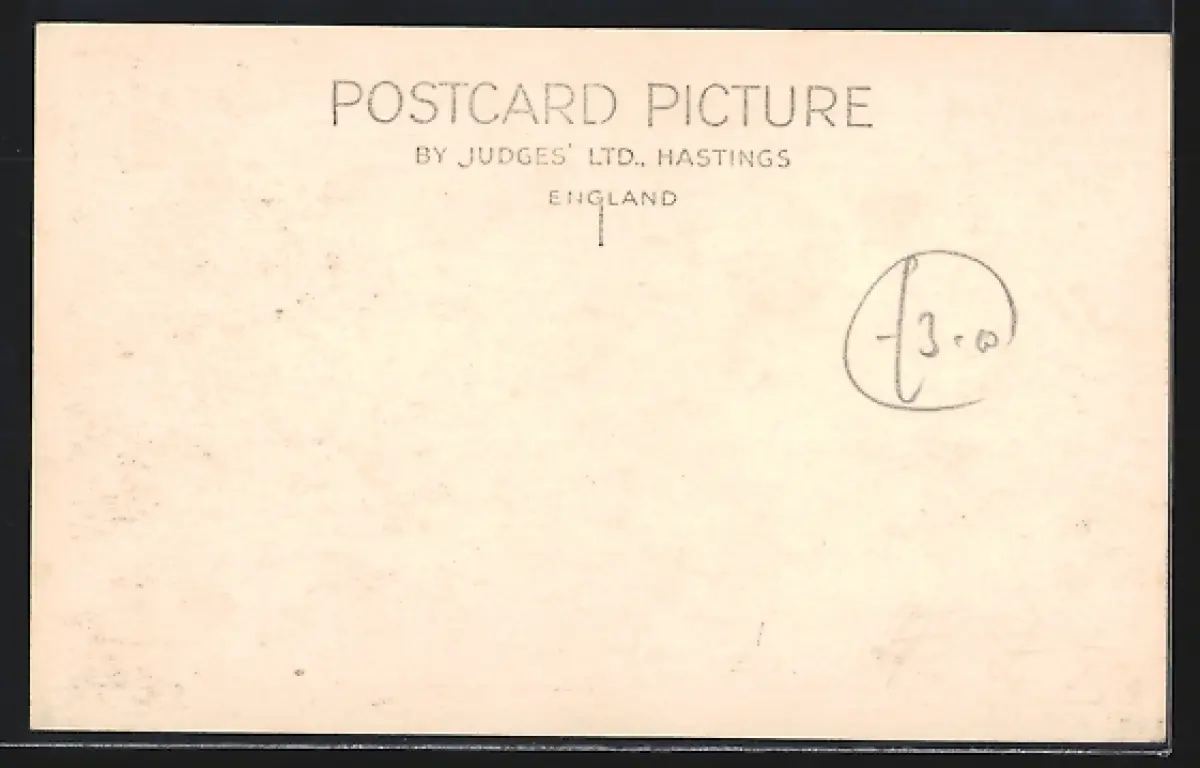 POSTCARD PICTURE
BY JUDGES' LTD., HASTINGS
ENGLAND
£3.00